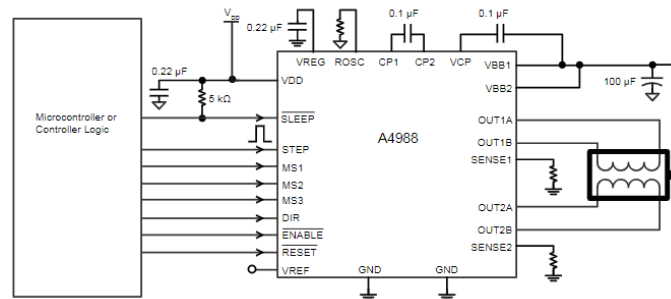 V_DD
0.22 µF
0.1 µF
0.1 µF
VREG
ROSC
CP1
CP2
VCP
0.22 µF
VDD
VBB1
5 kΩ
VBB2
100 µF
Microcontroller or
Controller Logic
SLEEP
OUT1A
A4988
OUT1B
STEP
SENSE1
MS1
MS2
MS3
OUT2A
DIR
ENABLE
OUT2B
RESET
SENSE2
VREF
GND
GND